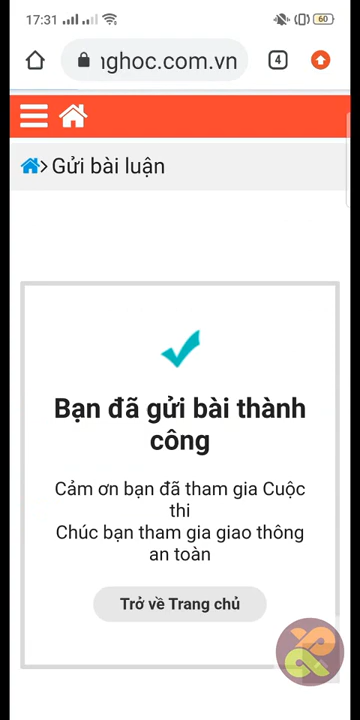 17:31
60
nghoc.com.vn
4
Gửi bài luận
Bạn đã gửi bài thành
công
Cảm ơn bạn đã tham gia Cuộc
thi
Chúc bạn tham gia giao thông
an toàn
Trở về Trang chủ